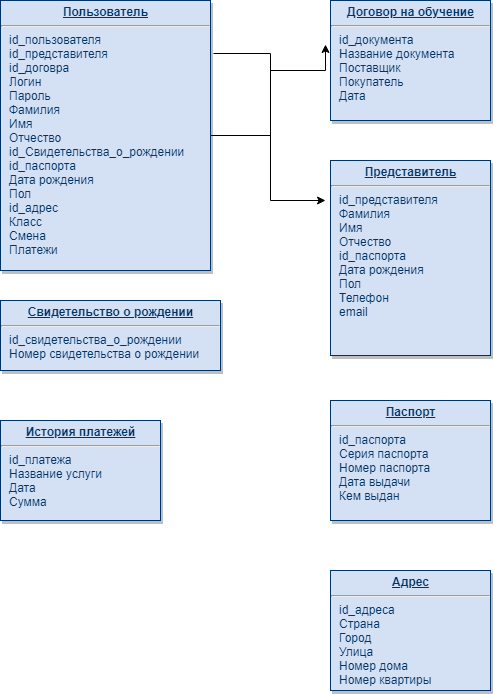 Пользователь
id_пользователя
id_представителя
id_договра
Логин
Пароль
Фамилия
Имя
Отчество
id_Свидетельства_о_рождении
id_паспорта
Дата рождения
Пол
id_адрес
Класс
Смена
Платежи
Договор на обучение
id_документа
Название документа
Поставщик
Покупатель
Дата
Представитель
id_представителя
Фамилия
Имя
Отчество
id_паспорта
Дата рождения
Пол
Телефон
email
Свидетельство о рождении
id_свидетельства_о_рождении
Номер свидетельства о рождении
История платежей
id_платежа
Название услуги
Дата
Сумма
Паспорт
id_паспорта
Серия паспорта
Номер паспорта
Дата выдачи
Кем выдан
Адрес
id_адреса
Страна
Город
Улица
Номер дома
Номер квартиры